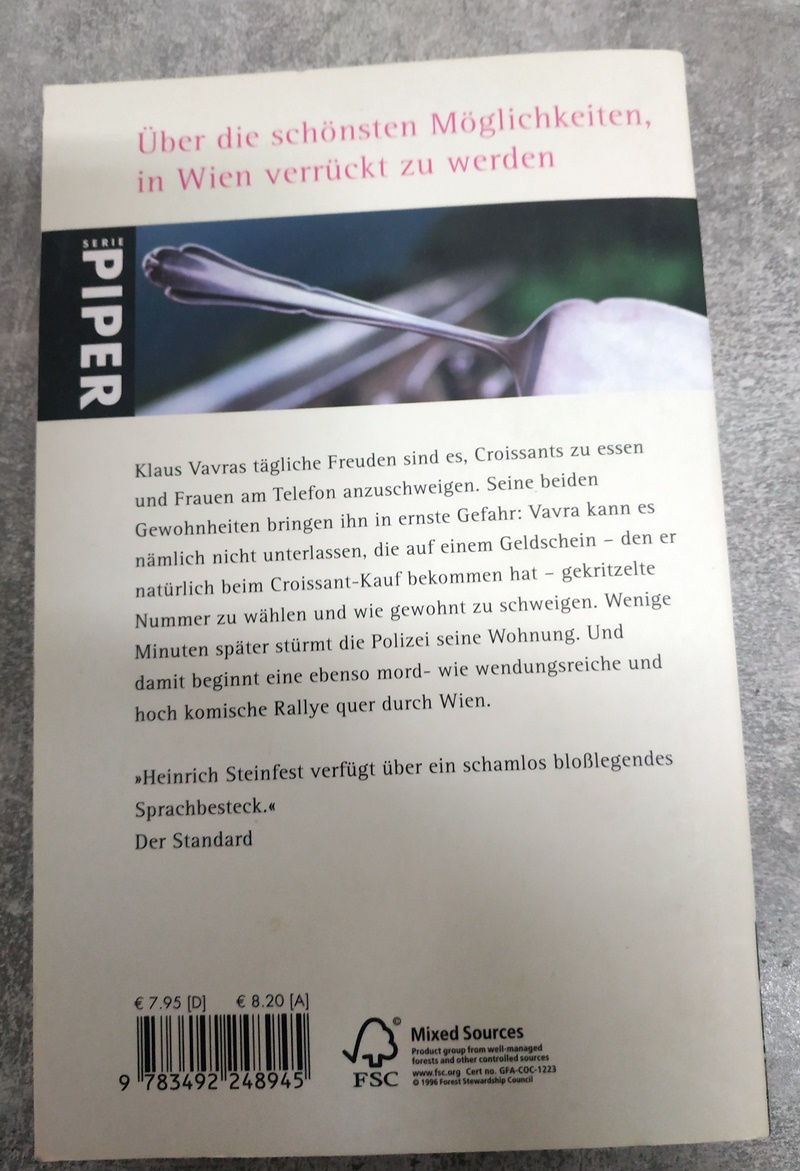 Über die schönsten Möglichkeiten,
in Wien verrückt zu werden
SERIE
PIPER
Klaus Vavras tägliche Freuden sind es, Croissants zu essen
und Frauen am Telefon anzuschweigen. Seine beiden
Gewohnheiten bringen ihn in ernste Gefahr: Vavra kann es
nämlich nicht unterlassen, die auf einem Geldschein – den er
natürlich beim Croissant-Kauf bekommen hat – gekritzelte
Nummer zu wählen und wie gewohnt zu schweigen. Wenige
Minuten später stürmt die Polizei seine Wohnung. Und
damit beginnt eine ebenso mord- wie wendungsreiche und
hoch komische Rallye quer durch Wien.
»Heinrich Steinfest verfügt über ein schamlos bloßlegendes
Sprachbesteck.«
Der Standard
€ 7.95 [D] € 8.20 [A]
9 783492 248945
©
FSC
Mixed Sources
Product group from well-managed
forests and other controlled sources
www.fsc.org Cert no. GFA-COC-1223
© 1996 Forest Stewardship Council